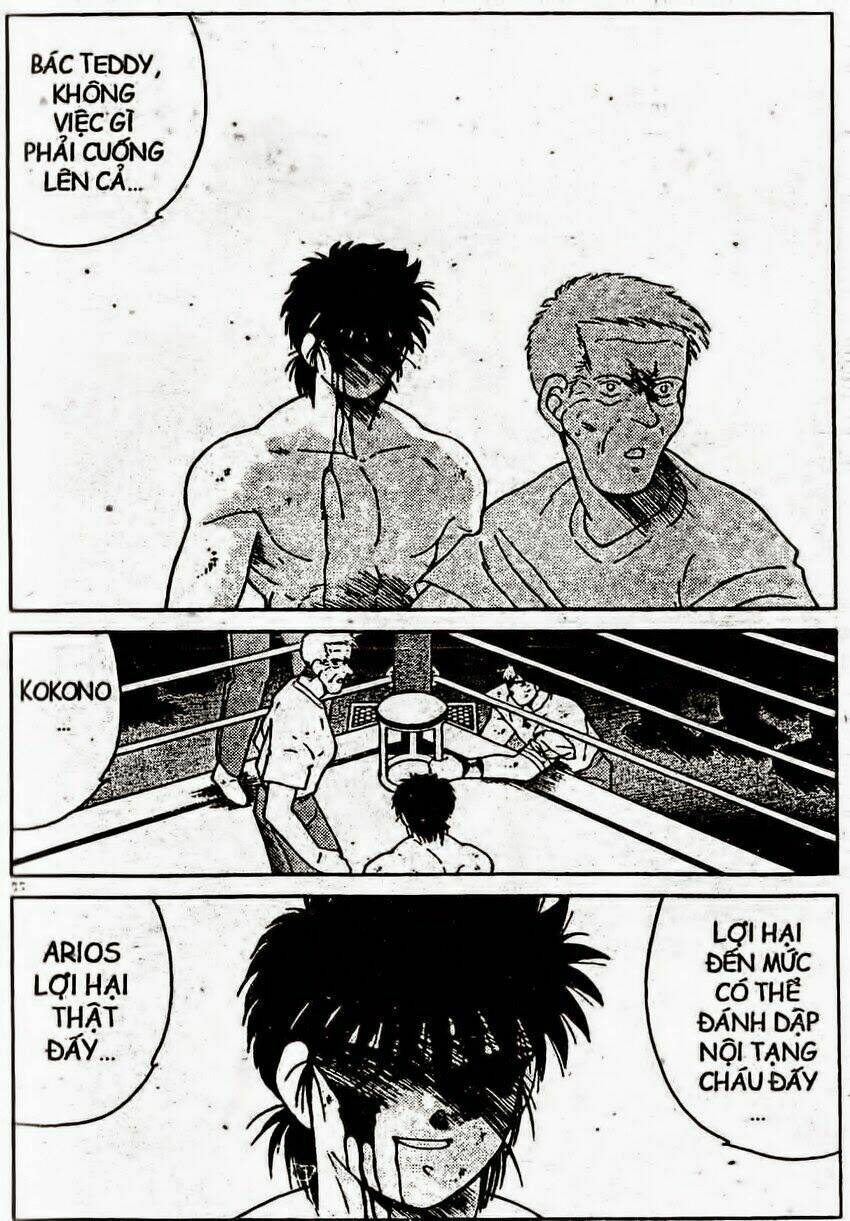 BÁC TEDDY,
KHÔNG
VIỆC GÌ
PHẢI CUỐNG
LÊN CẢ...
KOKONO
...
ARIOS
LỢI HẠI
THẬT
ĐẤY...
LỢI HẠI
ĐẾN MỨC
CÓ THỂ
ĐÁNH DẬP
NỘI TẠNG
CHÁU ĐẤY
...